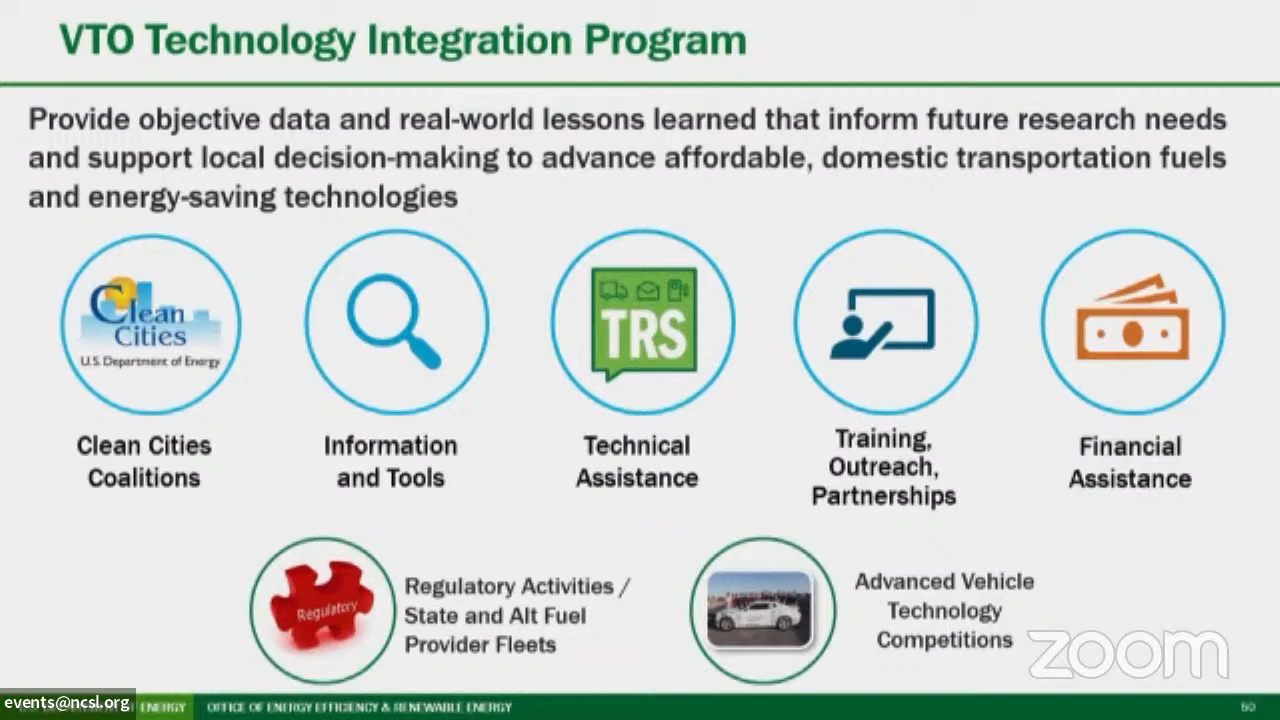 VTO Technology Integration Program
Provide objective data and real-world lessons learned that inform future research needs
and support local decision-making to advance affordable, domestic transportation fuels
and energy-saving technologies
Clean
Cities
U.S. Department of Energy
TRS
Clean Cities
Coalitions
Information
and Tools
Technical
Assistance
Training,
Outreach,
Partnerships
Financial
Assistance
Regulatory
Regulatory Activities /
State and Alt Fuel
Provider Fleets
Advanced Vehicle
Technology
Competitions
zoom
events@ncsl.org
ENERGY OFFICE OF ENERGY EFFICIENCY & RENEWABLE ENERGY